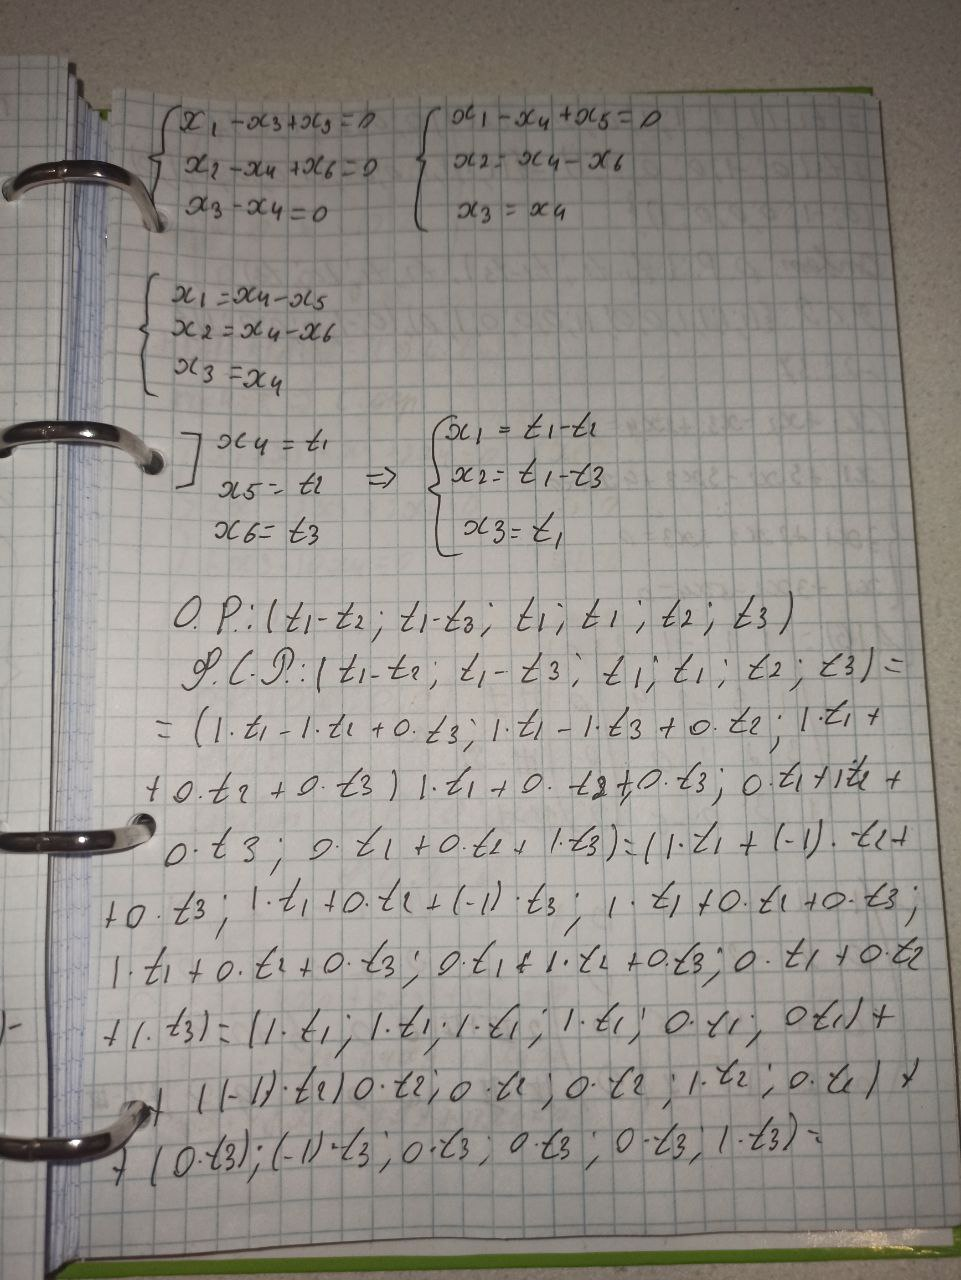 x1 - x3 + x5 = 0
x2 - x4 + x6 = 0
x3 - x4 = 0
x1 - x4 + x5 = 0
x2 = x4 - x6
x3 = x4
x1 = x4 - x5
x2 = x4 - x6
x3 = x4
] x4 = t1
x5 = t2 =>
x6 = t3
x1 = t1 - t2
x2 = t1 - t3
x3 = t1
О.Р.: (t1 - t2; t1 - t3; t1; t1; t2; t3)
Ф.С.Р.: (t1 - t2; t1 - t3; t1; t1; t2; t3) =
= (1·t1 - 1·t2 + 0·t3; 1·t1 - 1·t3 + 0·t2; 1·t1 +
+ 0·t2 + 0·t3) 1·t1 + 0·t2 + 0·t3; 0·t1 + 1t2 +
0·t3; 0·t1 + 0·t2 + 1·t3) = (1·t1 + (-1)·t2 +
+ 0·t3; 1·t1 + 0·t2 + (-1)·t3; 1·t1 + 0·t2 + 0·t3;
1·t1 + 0·t2 + 0·t3; 0·t1 + 1·t2 + 0·t3; 0·t1 + 0·t2
+ 1·t3) = (1·t1; 1·t1; 1·t1; 1·t1; 0·t1; 0t1) +
+ ((-1)·t2) 0·t2; 0·t2; 0·t2; 1·t2; 0·t2) +
+ (0·t3); (-1)·t3; 0·t3; 0·t3; 0·t3; 1·t3) =